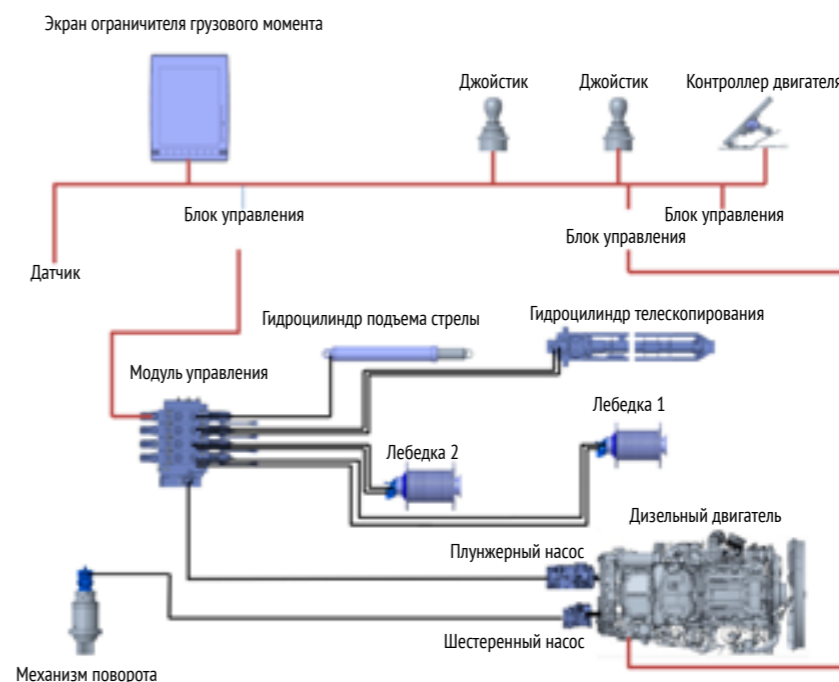 Экран ограничителя грузового момента
Джойстик
Джойстик
Контроллер двигателя
Блок управления
Блок управления
Блок управления
Датчик
Гидроцилиндр подъема стрелы
Гидроцилиндр телескопирования
Модуль управления
Лебедка 1
Лебедка 2
Дизельный двигатель
Плунжерный насос
Шестеренный насос
Механизм поворота